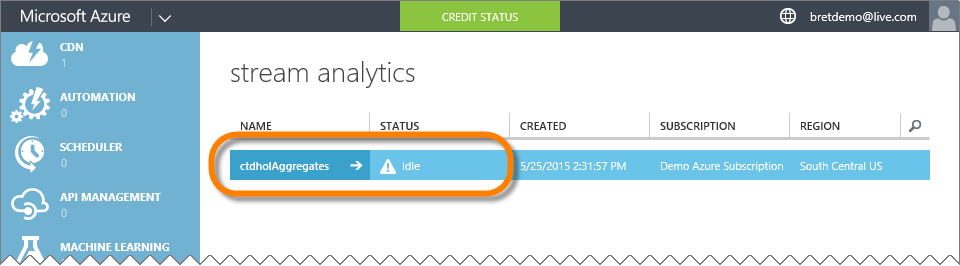 Microsoft Azure
CREDIT STATUS
bretdemo@live.com
CDN
1
AUTOMATION
0
SCHEDULER
0
API MANAGEMENT
0
MACHINE LEARNING
stream analytics
NAME STATUS CREATED SUBSCRIPTION REGION
ctdholAggregates Idle 5/25/2015 2:31:57 PM Demo Azure Subscription South Central US